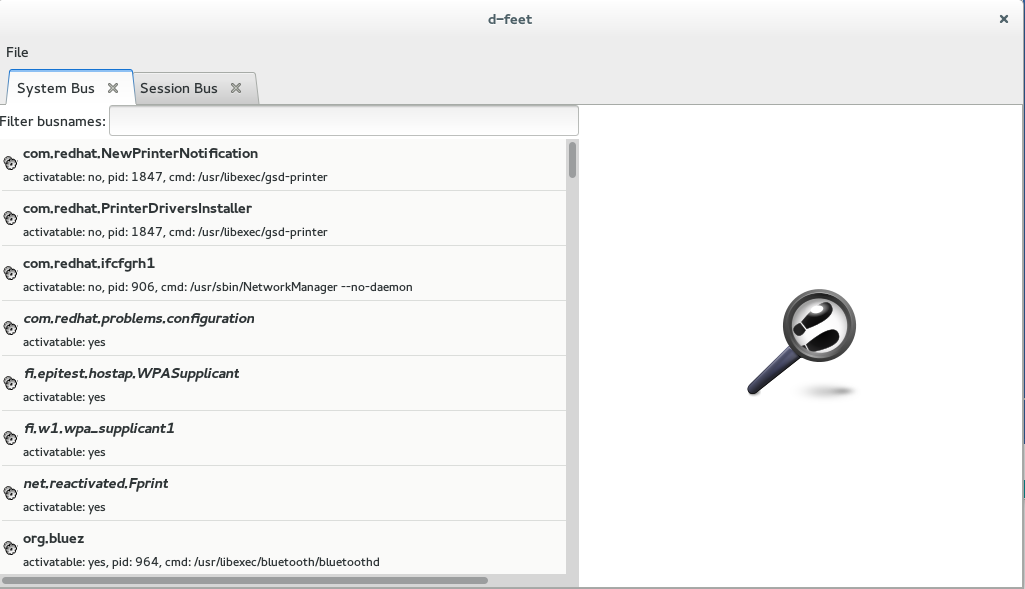 d-feet
File
System Bus
Session Bus
Filter busnames:
com.redhat.NewPrinterNotification
activatable: no, pid: 1847, cmd: /usr/libexec/gsd-printer
com.redhat.PrinterDriversInstaller
activatable: no, pid: 1847, cmd: /usr/libexec/gsd-printer
com.redhat.ifcfgrh1
activatable: no, pid: 906, cmd: /usr/sbin/NetworkManager --no-daemon
com.redhat.problems.configuration
activatable: yes
fi.epitest.hostap.WPASupplicant
activatable: yes
fi.w1.wpa_supplicant1
activatable: yes
net.reactivated.Fprint
activatable: yes
org.bluez
activatable: yes, pid: 964, cmd: /usr/libexec/bluetooth/bluetoothd